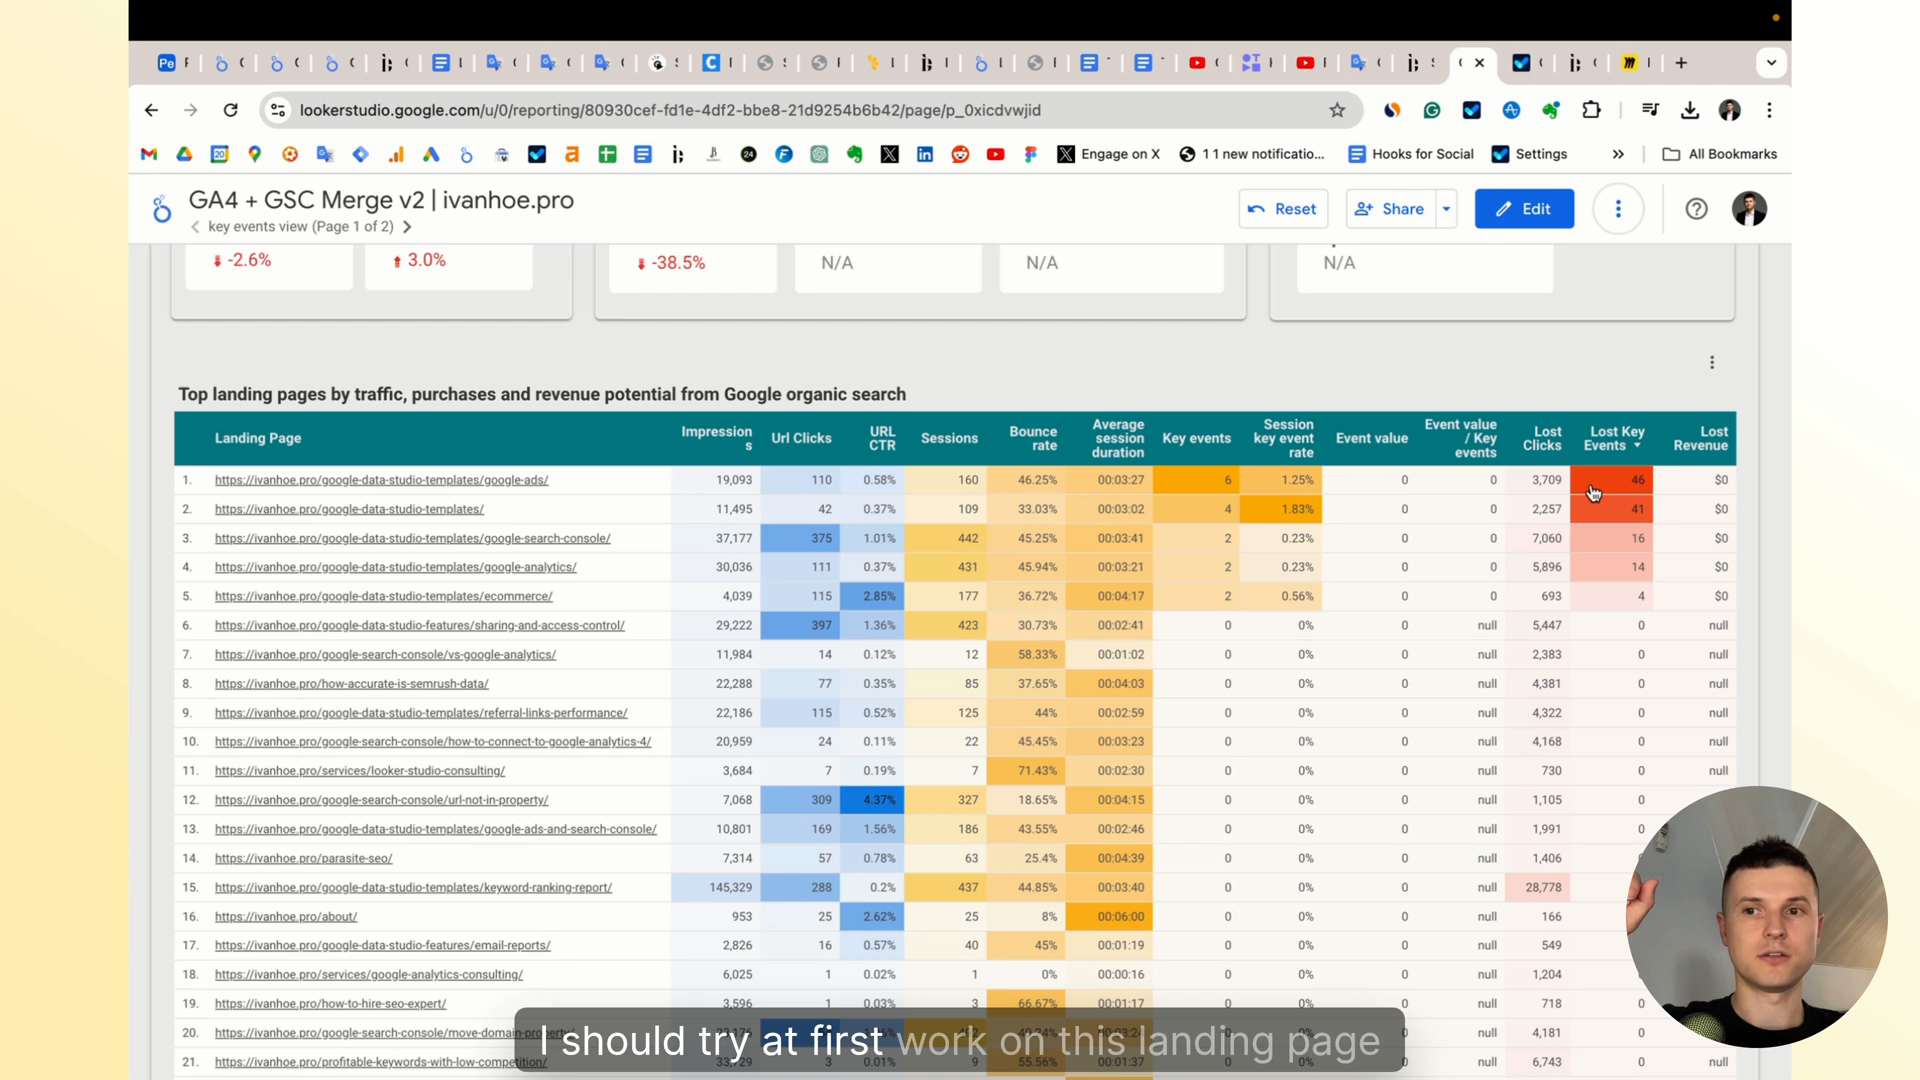 lookerstudio.google.com/u/0/reporting/80930cef-fd1e-4df2-bbe8-21d9254b6b42/page/p_0xicdvwjid
Engage on X 1 1 new notificatio... Hooks for Social Settings » All Bookmarks
GA4 + GSC Merge v2 | ivanhoe.pro
key events view (Page 1 of 2)
Reset Share Edit
-2.6% 3.0% -38.5% N/A N/A N/A
Top landing pages by traffic, purchases and revenue potential from Google organic search
Landing Page Impressions Url Clicks URL CTR Sessions Bounce rate Average session duration Key events Session key event rate Event value Event value / Key events Lost Clicks Lost Key Events Lost Revenue
1. https://ivanhoe.pro/google-data-studio-templates/google-ads/ 19,093 110 0.58% 160 46.25% 00:03:27 6 1.25% 0 0 3,709 46 $0
2. https://ivanhoe.pro/google-data-studio-templates/ 11,495 42 0.37% 109 33.03% 00:03:02 4 1.83% 0 0 2,257 41 $0
3. https://ivanhoe.pro/google-data-studio-templates/google-search-console/ 37,177 375 1.01% 442 45.25% 00:03:41 2 0.23% 0 0 7,060 16 $0
4. https://ivanhoe.pro/google-data-studio-templates/google-analytics/ 30,036 111 0.37% 431 45.94% 00:03:21 2 0.23% 0 0 5,896 14 $0
5. https://ivanhoe.pro/google-data-studio-templates/ecommerce/ 4,039 115 2.85% 177 36.72% 00:04:17 2 0.56% 0 0 693 4 $0
6. https://ivanhoe.pro/google-data-studio-features/sharing-and-access-control/ 29,222 397 1.36% 423 30.73% 00:02:41 0 0% 0 null 5,447 0 null
7. https://ivanhoe.pro/google-search-console/vs-google-analytics/ 11,984 14 0.12% 12 58.33% 00:01:02 0 0% 0 null 2,383 0 null
8. https://ivanhoe.pro/how-accurate-is-semrush-data/ 22,288 77 0.35% 85 37.65% 00:04:03 0 0% 0 null 4,381 0 null
9. https://ivanhoe.pro/google-data-studio-templates/referral-links-performance/ 22,186 115 0.52% 125 44% 00:02:59 0 0% 0 null 4,322 0 null
10. https://ivanhoe.pro/google-search-console/how-to-connect-to-google-analytics-4/ 20,959 24 0.11% 22 45.45% 00:03:23 0 0% 0 null 4,168 0 null
11. https://ivanhoe.pro/services/looker-studio-consulting/ 3,684 7 0.19% 7 71.43% 00:02:30 0 0% 0 null 730 0 null
12. https://ivanhoe.pro/google-search-console/url-not-in-property/ 7,068 309 4.37% 327 18.65% 00:04:15 0 0% 0 null 1,105 0
13. https://ivanhoe.pro/google-data-studio-templates/google-ads-and-search-console/ 10,801 169 1.56% 186 43.55% 00:02:46 0 0% 0 null 1,991 0
14. https://ivanhoe.pro/parasite-seo/ 7,314 57 0.78% 63 25.4% 00:04:39 0 0% 0 null 1,406
15. https://ivanhoe.pro/google-data-studio-templates/keyword-ranking-report/ 145,329 288 0.2% 437 44.85% 00:03:40 0 0% 0 null 28,778
16. https://ivanhoe.pro/about/ 953 25 2.62% 25 8% 00:06:00 0 0% 0 null 166
17. https://ivanhoe.pro/google-data-studio-features/email-reports/ 2,826 16 0.57% 40 45% 00:01:19 0 0% 0 null 549
18. https://ivanhoe.pro/services/google-analytics-consulting/ 6,025 1 0.02% 1 0% 00:00:16 0 0% 0 null 1,204 0
19. https://ivanhoe.pro/how-to-hire-seo-expert/ 3,596 1 0.03% 3 66.67% 00:01:17 0 0% 0 null 718 0
20. https://ivanhoe.pro/google-search-console/move-domain-property/ null 4,181 0 null
21. https://ivanhoe.pro/profitable-keywords-with-low-competition/ 33,729 3 0.01% 9 55.56% 00:01:37 0 0% 0 null 6,743 0 null
I should try at first work on this landing page